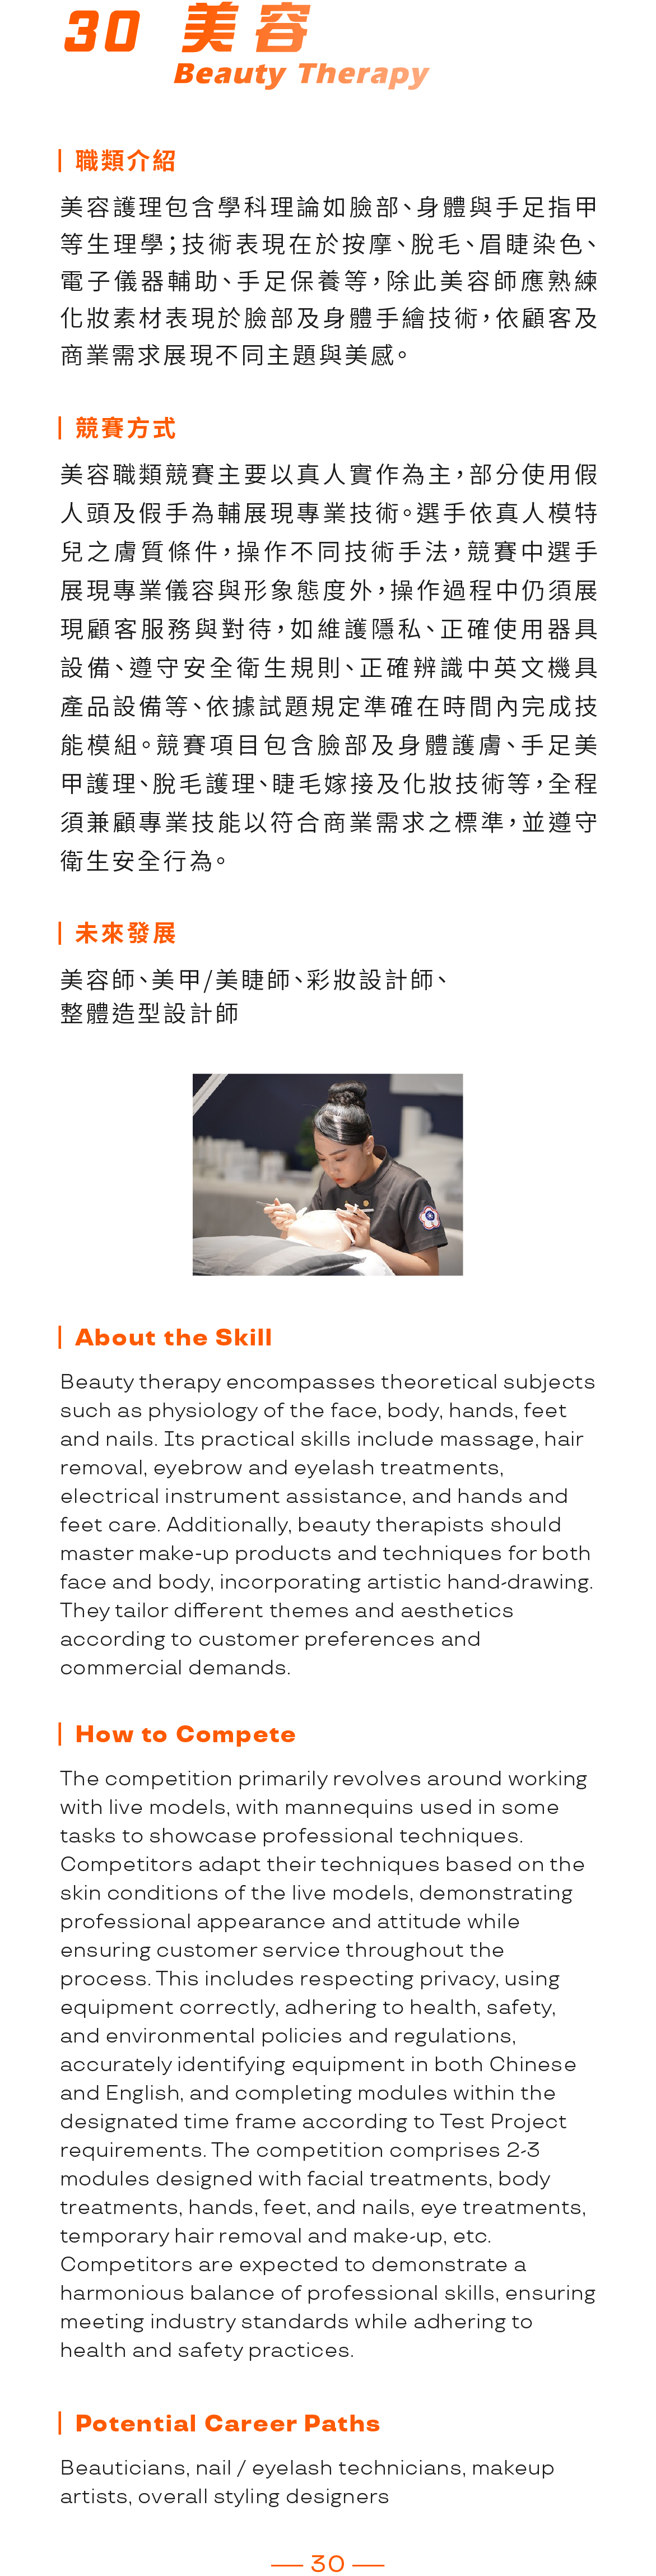 30 美容
Beauty Therapy
職類介紹
美容護理包含學科理論如臉部、身體與手足指甲
等生理學；技術表現在於按摩、脫毛、眉睫染色、
電子儀器輔助、手足保養等，除此美容師應熟練
化妝素材表現於臉部及身體手繪技術，依顧客及
商業需求展現不同主題與美感。
競賽方式
美容職類競賽主要以真人實作為主，部分使用假
人頭及假手為輔展現專業技術。選手依真人模特
兒之膚質條件，操作不同技術手法，競賽中選手
展現專業儀容與形象態度外，操作過程中仍須展
現顧客服務與對待，如維護隱私、正確使用器具
設備、遵守安全衛生規則、正確辨識中英文機具
產品設備等、依據試題規定準確在時間內完成技
能模組。競賽項目包含臉部及身體護膚、手足美
甲護理、脫毛護理、睫毛嫁接及化妝技術等，全程
須兼顧專業技能以符合商業需求之標準，並遵守
衛生安全行為。
未來發展
美容師、美甲/美睫師、彩妝設計師、
整體造型設計師
About the Skill
Beauty therapy encompasses theoretical subjects
such as physiology of the face, body, hands, feet
and nails. Its practical skills include massage, hair
removal, eyebrow and eyelash treatments,
electrical instrument assistance, and hands and
feet care. Additionally, beauty therapists should
master make-up products and techniques for both
face and body, incorporating artistic hand-drawing.
They tailor different themes and aesthetics
according to customer preferences and
commercial demands.
How to Compete
The competition primarily revolves around working
with live models, with mannequins used in some
tasks to showcase professional techniques.
Competitors adapt their techniques based on the
skin conditions of the live models, demonstrating
professional appearance and attitude while
ensuring customer service throughout the
process. This includes respecting privacy, using
equipment correctly, adhering to health, safety,
and environmental policies and regulations,
accurately identifying equipment in both Chinese
and English, and completing modules within the
designated time frame according to Test Project
requirements. The competition comprises 2-3
modules designed with facial treatments, body
treatments, hands, feet, and nails, eye treatments,
temporary hair removal and make-up, etc.
Competitors are expected to demonstrate a
harmonious balance of professional skills, ensuring
meeting industry standards while adhering to
health and safety practices.
Potential Career Paths
Beauticians, nail / eyelash technicians, makeup
artists, overall styling designers
— 30 —